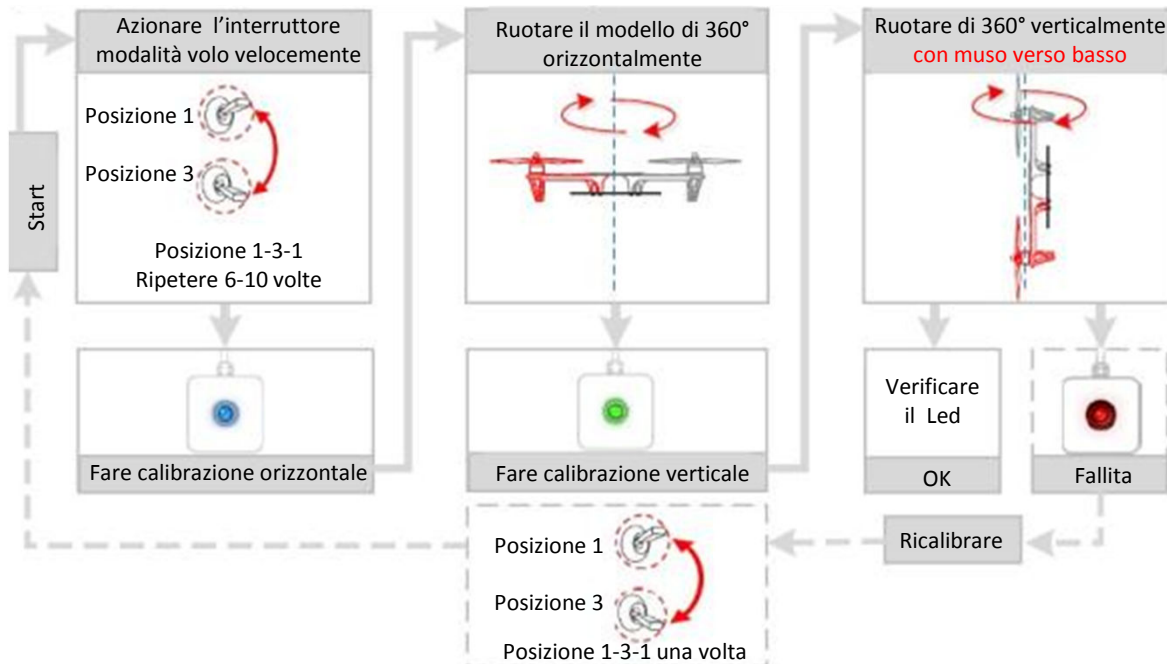 Azionare l'interruttore
modalità volo velocemente
Posizione 1
Posizione 3
Posizione 1-3-1
Ripetere 6-10 volte
Start
Ruotare il modello di 360°
orizzontalmente
Ruotare di 360° verticalmente
con muso verso basso
Fare calibrazione orizzontale
Fare calibrazione verticale
Verificare
il Led
OK
Fallita
Ricalibrare
Posizione 1
Posizione 3
Posizione 1-3-1 una volta